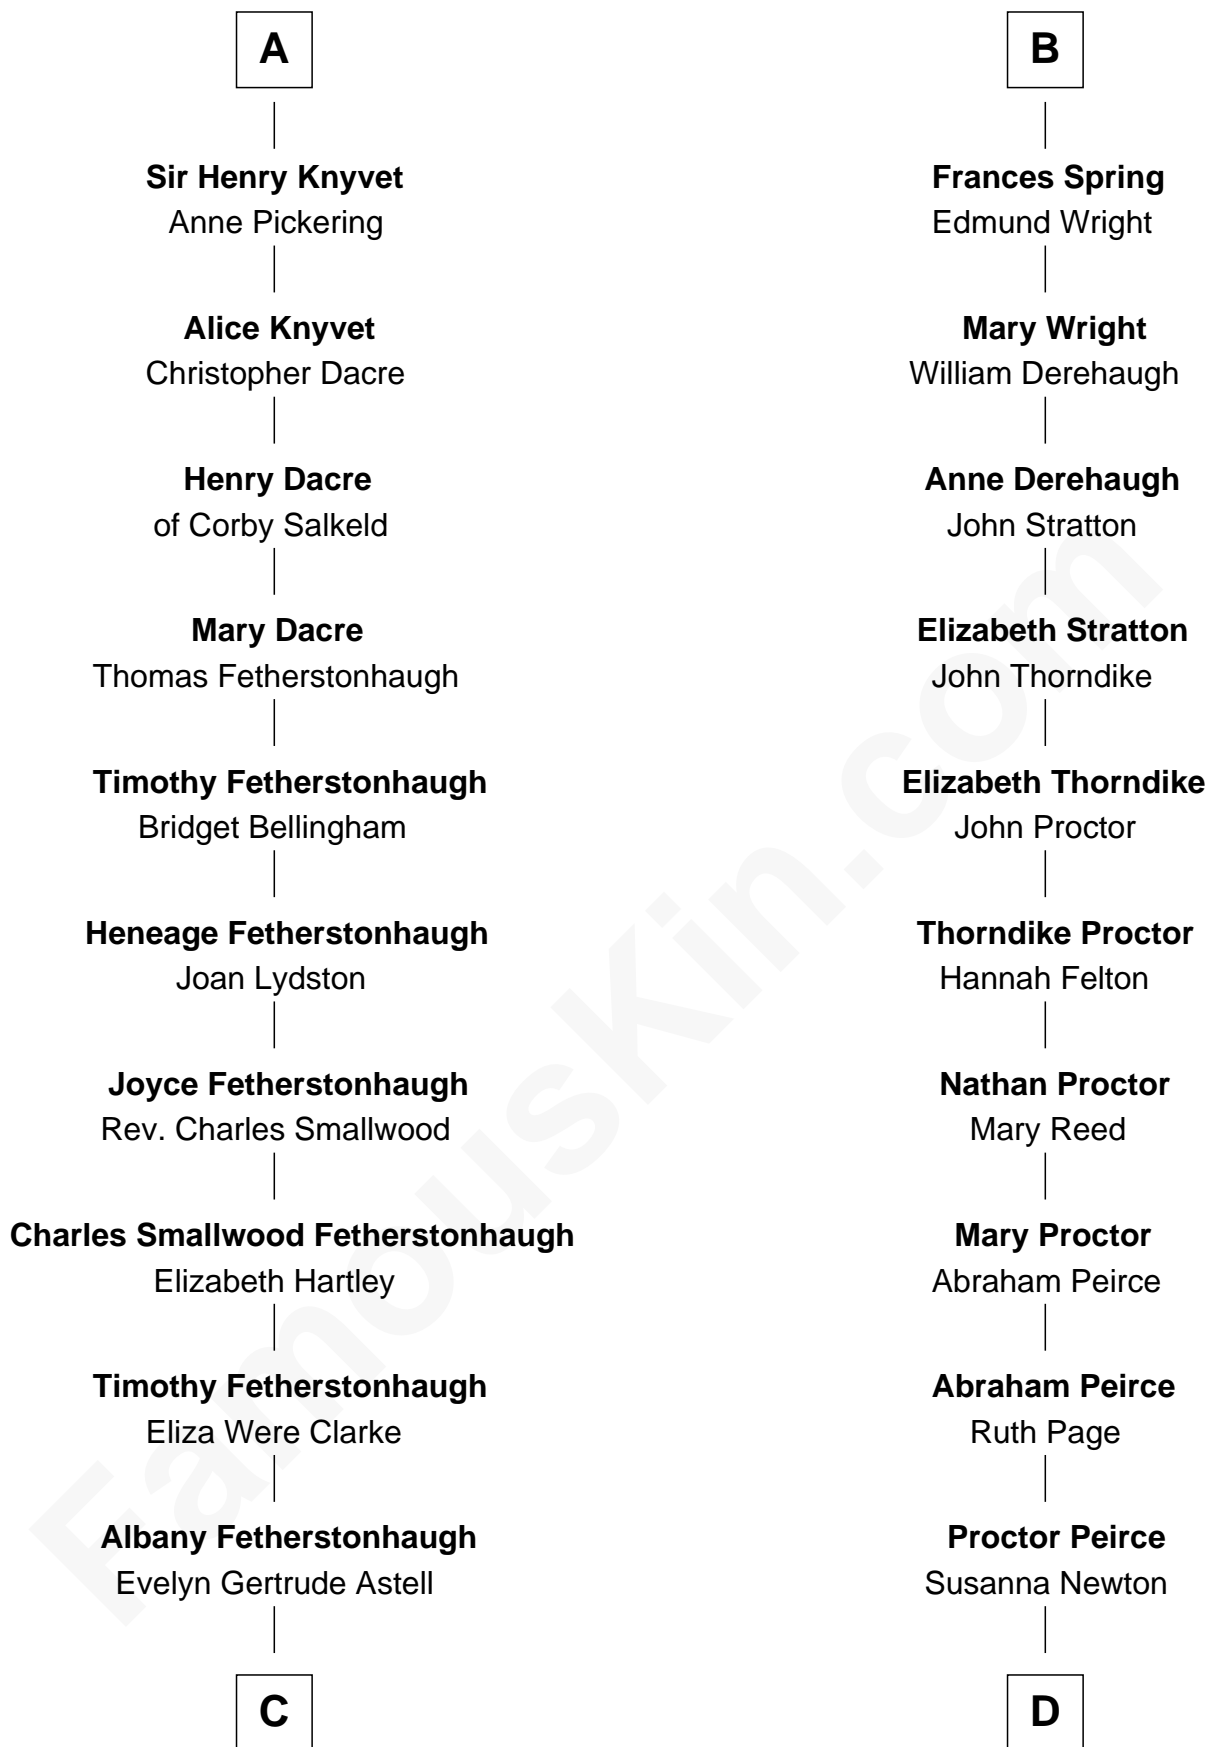 A
Sir Henry Knyvet
Anne Pickering
Alice Knyvet
Christopher Dacre
Henry Dacre
of Corby Salkeld
Mary Dacre
Thomas Fetherstonhaugh
Timothy Fetherstonhaugh
Bridget Bellingham
Heneage Fetherstonhaugh
Joan Lydston
Joyce Fetherstonhaugh
Rev. Charles Smallwood
Charles Smallwood Fetherstonhaugh
Elizabeth Hartley
Timothy Fetherstonhaugh
Eliza Were Clarke
Albany Fetherstonhaugh
Evelyn Gertrude Astell
C
B
Frances Spring
Edmund Wright
Mary Wright
William Derehaugh
Anne Derehaugh
John Stratton
Elizabeth Stratton
John Thorndike
Elizabeth Thorndike
John Proctor
Thorndike Proctor
Hannah Felton
Nathan Proctor
Mary Reed
Mary Proctor
Abraham Peirce
Abraham Peirce
Ruth Page
Proctor Peirce
Susanna Newton
D
FamousKin.com